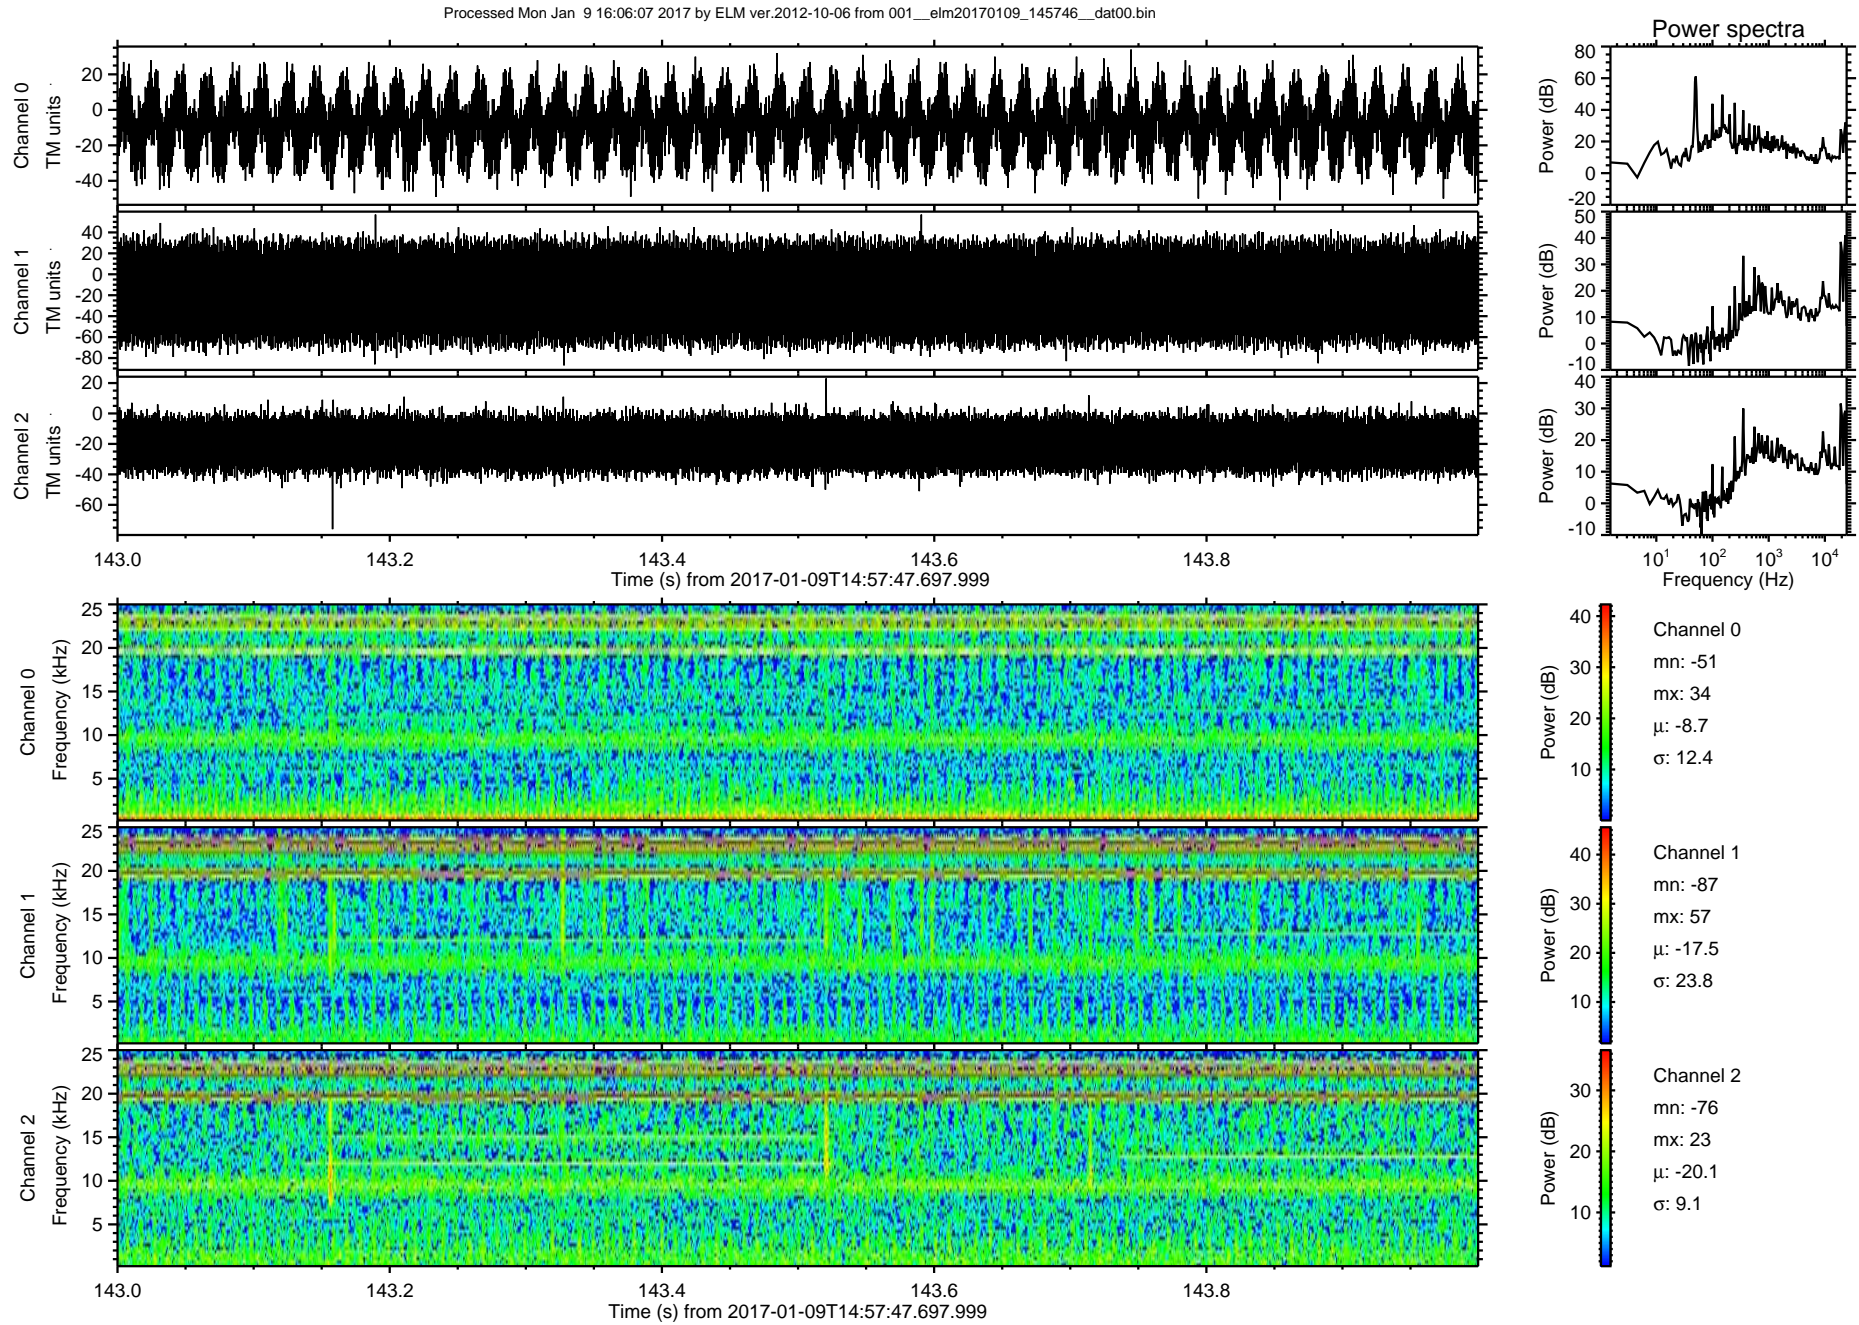 Processed Mon Jan  9 16:06:07 2017 by ELM ver.2012-10-06 from 001__elm20170109_145746__dat00.bin
Power spectra
Channel 0
TM units
20
0
-20
-40
Power (dB)
80
60
40
20
0
-20
Channel 1
TM units
40
20
0
-20
-40
-60
-80
Power (dB)
50
40
30
20
10
0
-10
Channel 2
TM units
20
0
-20
-40
-60
Power (dB)
40
30
20
10
0
-10
143.0 143.2 143.4 143.6 143.8
Time (s) from 2017-01-09T14:57:47.697.999
10^1 10^2 10^3 10^4
Frequency (Hz)
Channel 0
Frequency (kHz)
25
20
15
10
5
Power (dB)
40
30
20
10
Channel 0
mn: -51
mx: 34
μ: -8.7
σ: 12.4
Channel 1
Frequency (kHz)
25
20
15
10
5
Power (dB)
40
30
20
10
Channel 1
mn: -87
mx: 57
μ: -17.5
σ: 23.8
Channel 2
Frequency (kHz)
25
20
15
10
5
Power (dB)
30
20
10
Channel 2
mn: -76
mx: 23
μ: -20.1
σ: 9.1
143.0 143.2 143.4 143.6 143.8
Time (s) from 2017-01-09T14:57:47.697.999